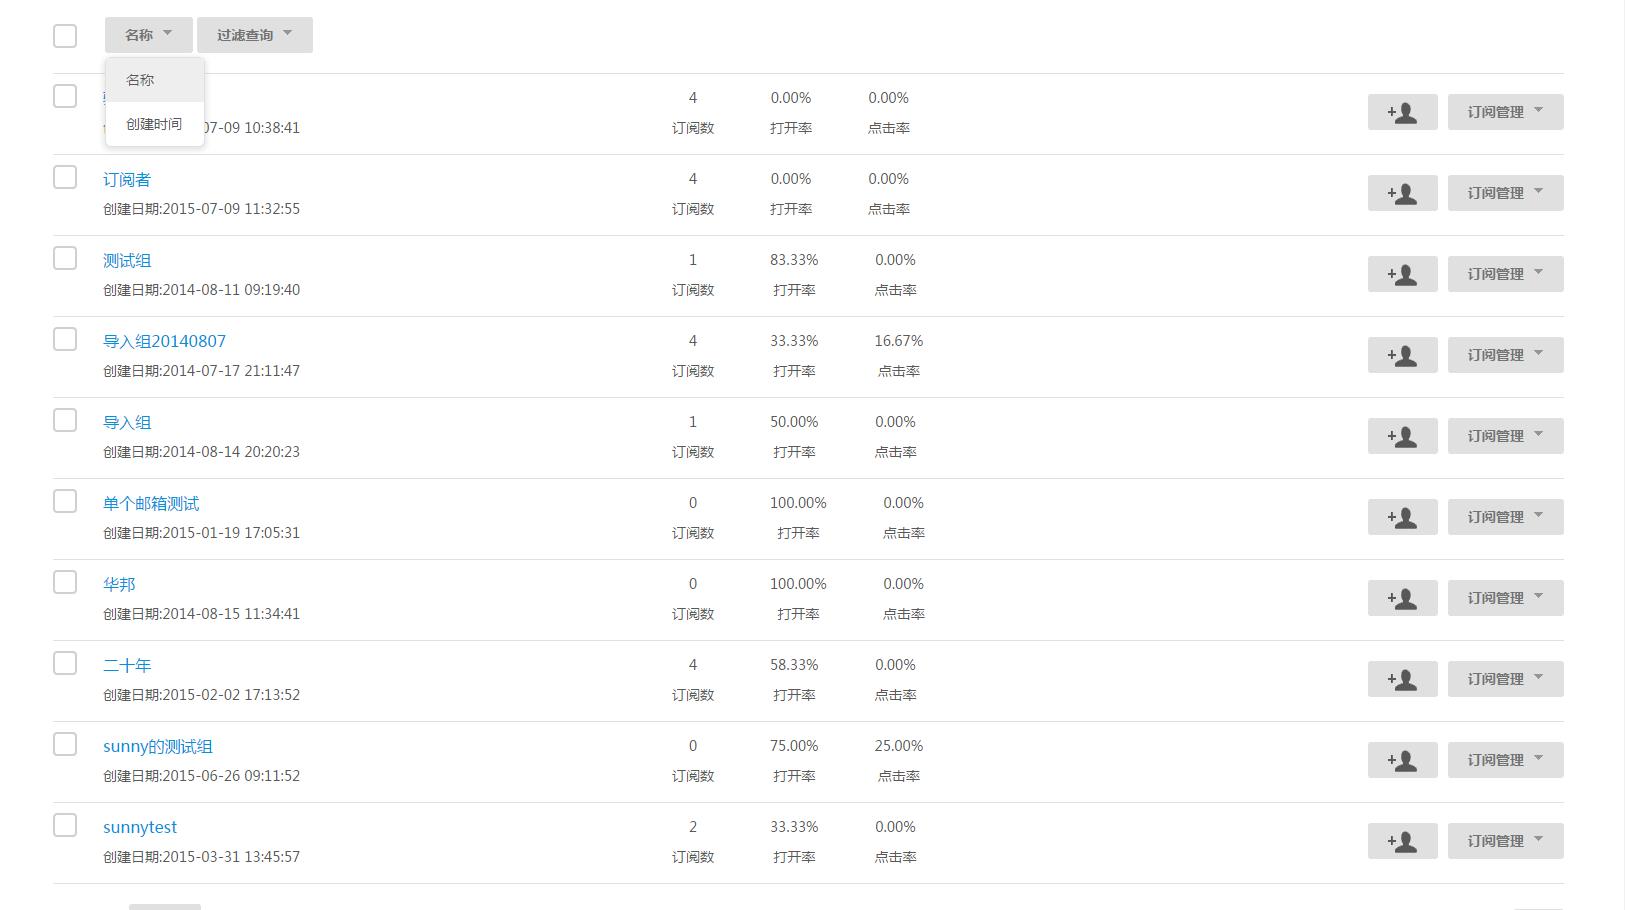 名称 过滤查询
名称
创建时间
4 0.00% 0.00%
07-09 10:38:41 订阅数 打开率 点击率 订阅管理
订阅者 4 0.00% 0.00%
创建日期:2015-07-09 11:32:55 订阅数 打开率 点击率 订阅管理
测试组 1 83.33% 0.00%
创建日期:2014-08-11 09:19:40 订阅数 打开率 点击率 订阅管理
导入组20140807 4 33.33% 16.67%
创建日期:2014-07-17 21:11:47 订阅数 打开率 点击率 订阅管理
导入组 1 50.00% 0.00%
创建日期:2014-08-14 20:20:23 订阅数 打开率 点击率 订阅管理
单个邮箱测试 0 100.00% 0.00%
创建日期:2015-01-19 17:05:31 订阅数 打开率 点击率 订阅管理
华邦 0 100.00% 0.00%
创建日期:2014-08-15 11:34:41 订阅数 打开率 点击率 订阅管理
二十年 4 58.33% 0.00%
创建日期:2015-02-02 17:13:52 订阅数 打开率 点击率 订阅管理
sunny的测试组 0 75.00% 25.00%
创建日期:2015-06-26 09:11:52 订阅数 打开率 点击率 订阅管理
sunnytest 2 33.33% 0.00%
创建日期:2015-03-31 13:45:57 订阅数 打开率 点击率 订阅管理